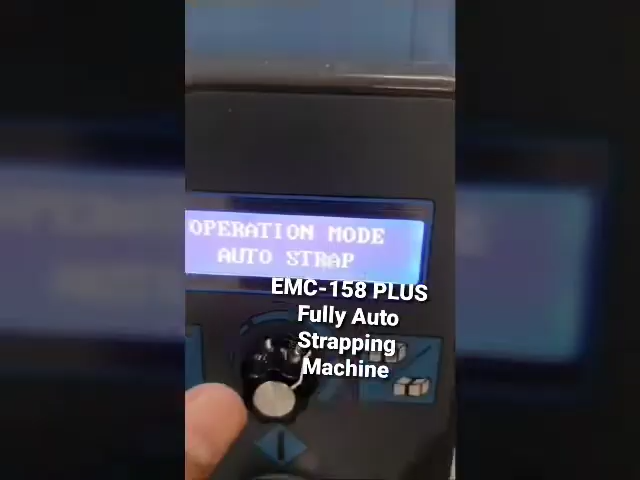 OPERATION MODE
AUTO STRAP
EMC-158 PLUS
Fully Auto
Strapping
Machine